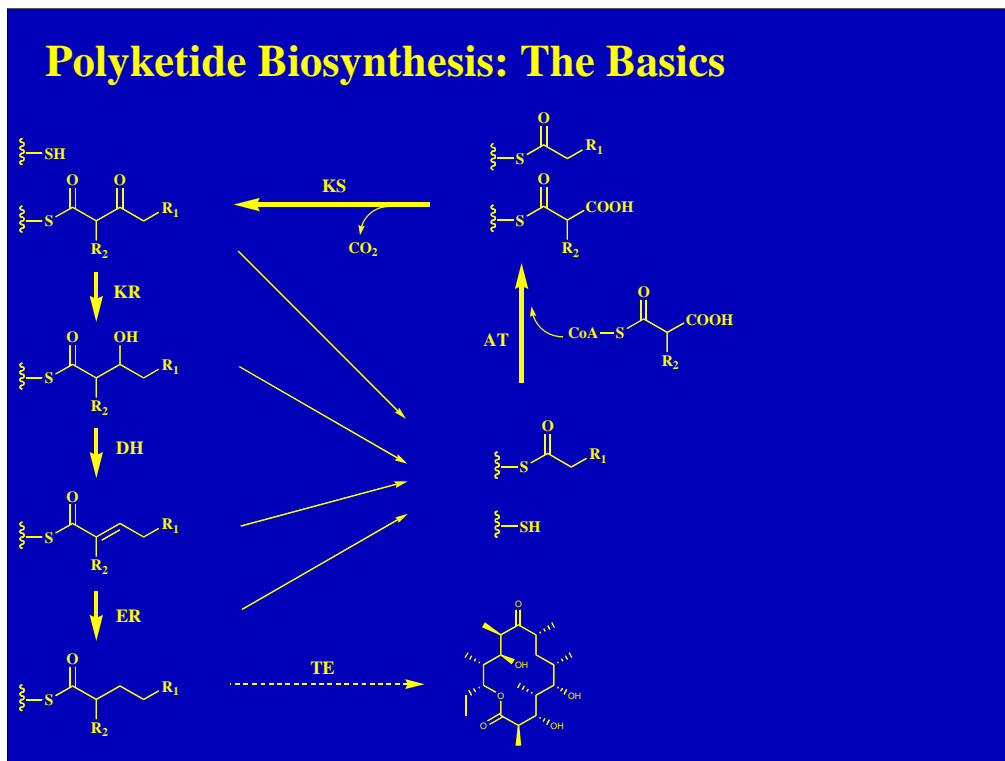 Polyketide Biosynthesis: The Basics
SH
O
S
R1
O O
S
R1
R2
KS
CO2
O
S
COOH
R2
KR
AT
CoA S
O
COOH
R2
O OH
S
R1
R2
DH
O
S
R1
SH
O
S
R1
R2
ER
O
S
R1
R2
TE
O
OH
O
O
OH
OH